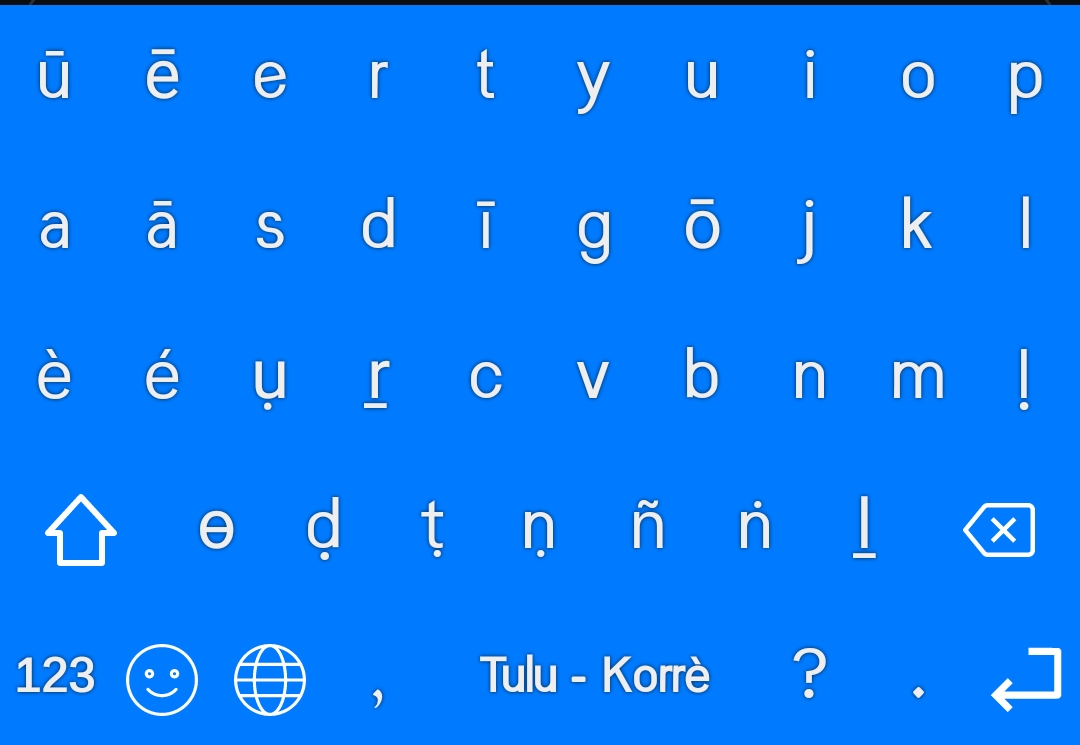 ū ē e r t y u i o p
a ā s d ī g ō j k l
è é ụ ṟ c v b n m ḷ
ɵ ḍ ṭ ṇ ñ ṅ ḻ
123 , Tulu - Korrè ? .